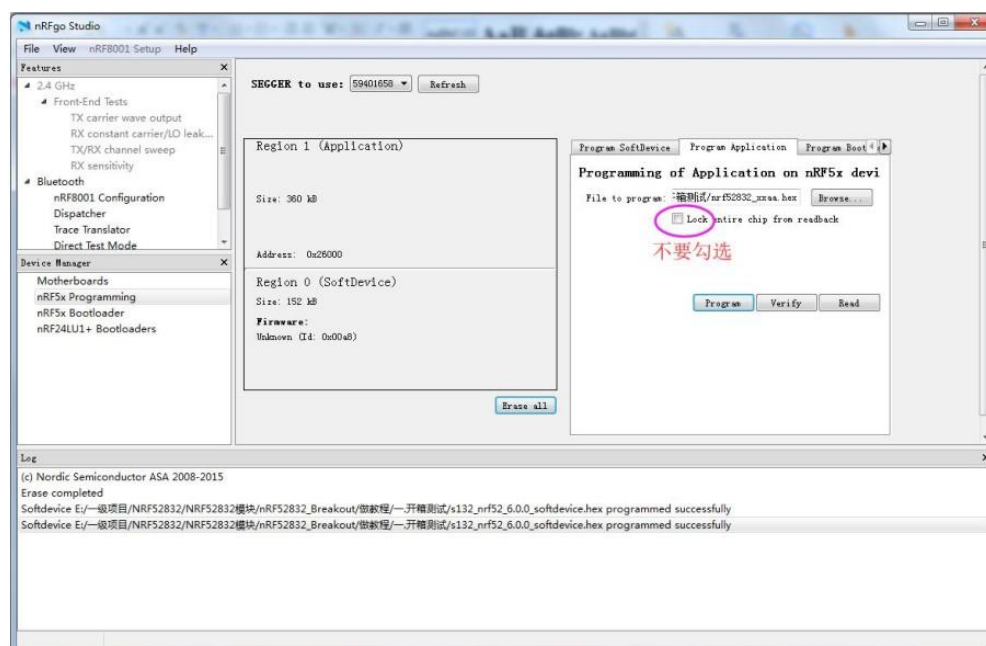 nRFgo Studio
File View nRF8001 Setup Help
Features
2.4 GHz
Front-End Tests
TX carrier wave output
RX constant carrier/LO leak...
TX/RX channel sweep
RX sensitivity
Bluetooth
nRF8001 Configuration
Dispatcher
Trace Translator
Direct Test Mode
Device Manager
Motherboards
nRF5x Programming
nRF5x Bootloader
nRF24LU1+ Bootloaders
SEGGER to use: 59401658 Refresh
Region 1 (Application)
Size: 360 kB
Address: 0x26000
Region 0 (SoftDevice)
Size: 152 kB
Firmware:
Unknown (Id: 0x00a8)
Erase all
Program SoftDevice Program Application Program Boot
Programming of Application on nRF5x devi
File to program: 箱测试/nrf52832_xxaa.hex Browse...
Lock entire chip from readback
不要勾选
Program Verify Read
Log
(c) Nordic Semiconductor ASA 2008-2015
Erase completed
Softdevice E:/一级项目/NRF52832/NRF52832模块/nRF52832_Breakout/做教程/一.开箱测试/s132_nrf52_6.0.0_softdevice.hex programmed successfully
Softdevice E:/一级项目/NRF52832/NRF52832模块/nRF52832_Breakout/做教程/一.开箱测试/s132_nrf52_6.0.0_softdevice.hex programmed successfully